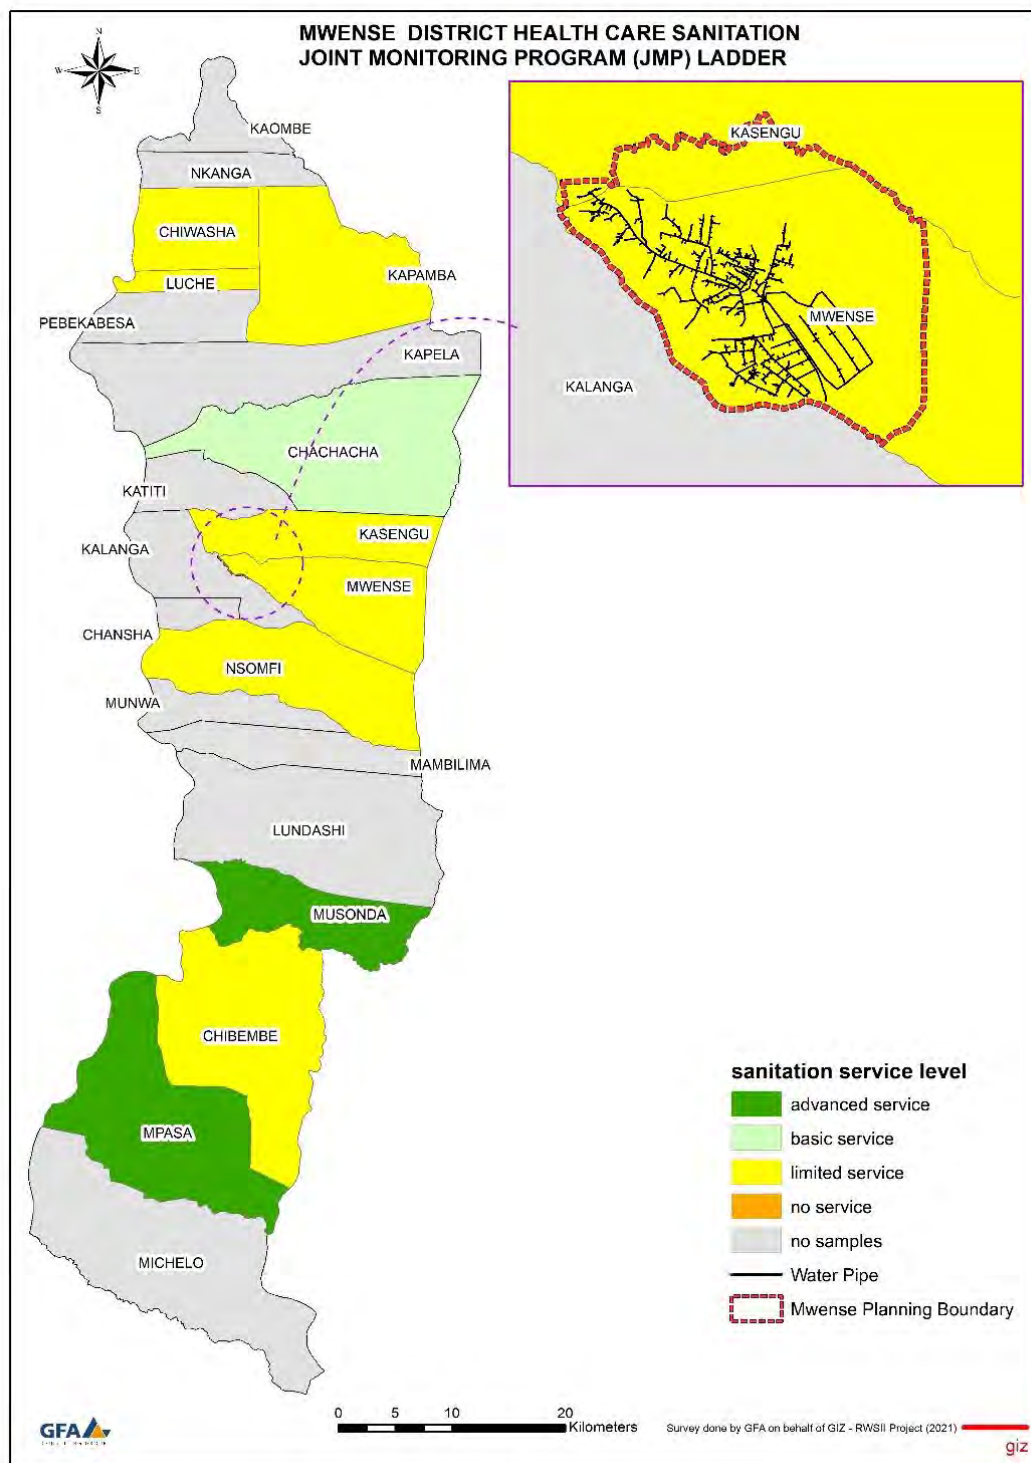 MWENSE DISTRICT HEALTH CARE SANITATION
JOINT MONITORING PROGRAM (JMP) LADDER
N
W
E
S
KAOMBE
NKANGA
CHIWASHA
KAPAMBA
LUCHE
PEBEKABESA
KAPELA
CHACHACHA
KATITI
KASENGU
KALANGA
MWENSE
CHANSHA
NSOMFI
MUNWA
MAMBILIMA
LUNDASHI
MUSONDA
CHIBEMBE
MPASA
MICHELO
KASENGU
MWENSE
KALANGA
sanitation service level
advanced service
basic service
limited service
no service
no samples
Water Pipe
Mwense Planning Boundary
0 5 10 20
Kilometers
GFA
Survey done by GFA on behalf of GIZ - RWSII Project (2021)
giz